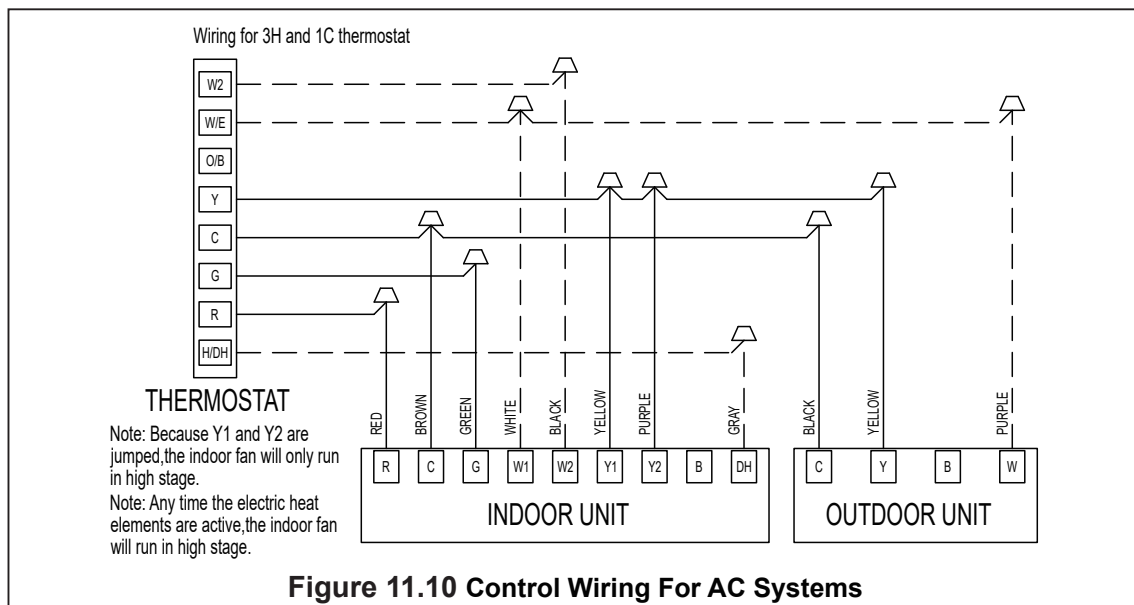 Wiring for 3H and 1C thermostat
W2
W/E
O/B
Y
C
G
R
H/DH
THERMOSTAT
Note: Because Y1 and Y2 are
jumped,the indoor fan will only run
in high stage.
Note: Any time the electric heat
elements are active,the indoor fan
will run in high stage.
RED
BROWN
GREEN
WHITE
BLACK
YELLOW
PURPLE
GRAY
BLACK
YELLOW
PURPLE
R C G W1 W2 Y1 Y2 B DH
INDOOR UNIT
C Y B W
OUTDOOR UNIT
Figure 11.10 Control Wiring For AC Systems